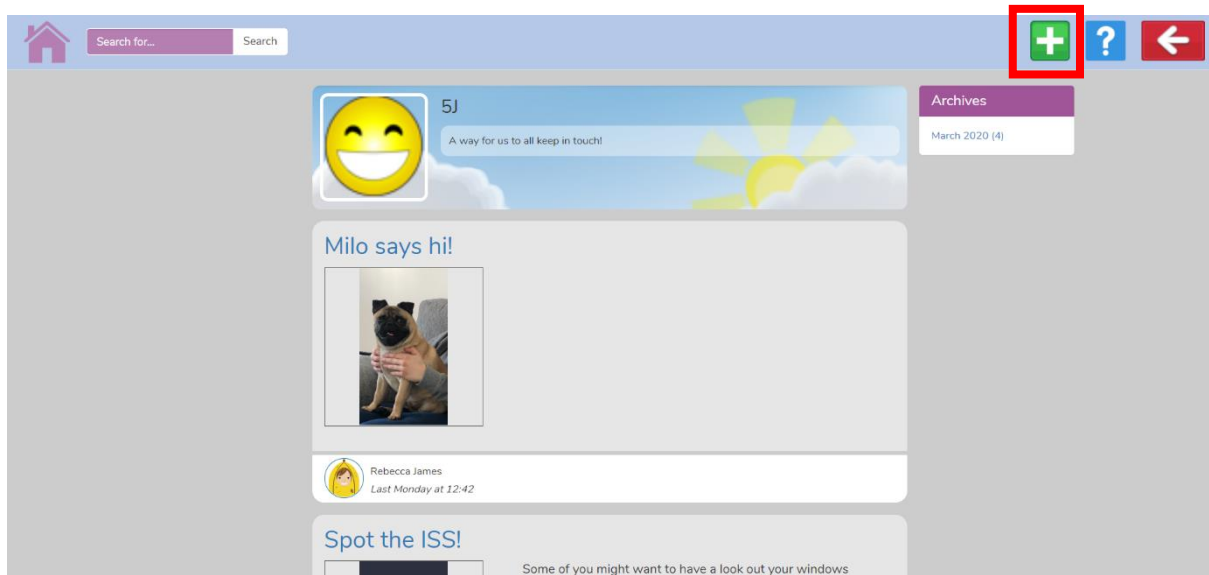 Search for...
Search
?
5J
A way for us to all keep in touch!
Archives
March 2020 (4)
Milo says hi!
Rebecca James
Last Monday at 12:42
Spot the ISS!
Some of you might want to have a look out your windows